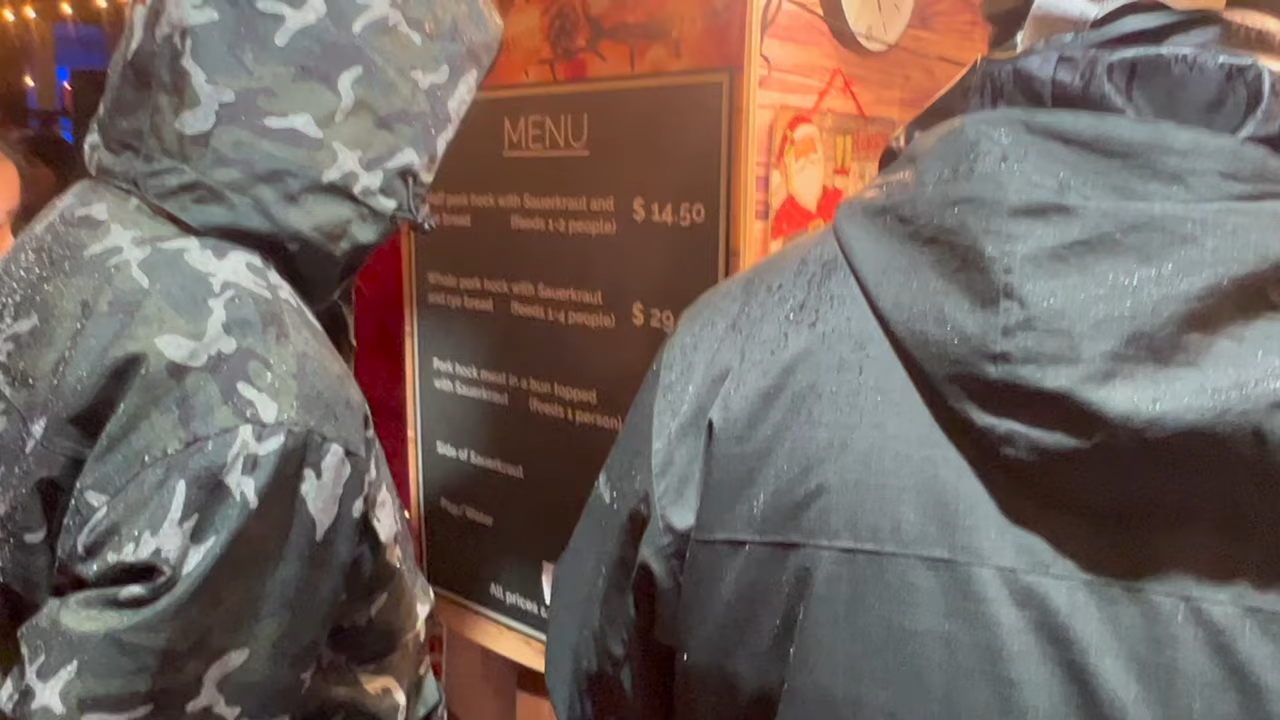 MENU
pork hock with Sauerkraut and
bread (feeds 1-2 people) $ 14.50
Whole pork hock with Sauerkraut
and rye bread (feeds 1-4 people) $ 29
Pork hock meat in a bun topped
with Sauerkraut (Feeds 1 person)
Side of Sauerkraut
Pop/Water
All prices